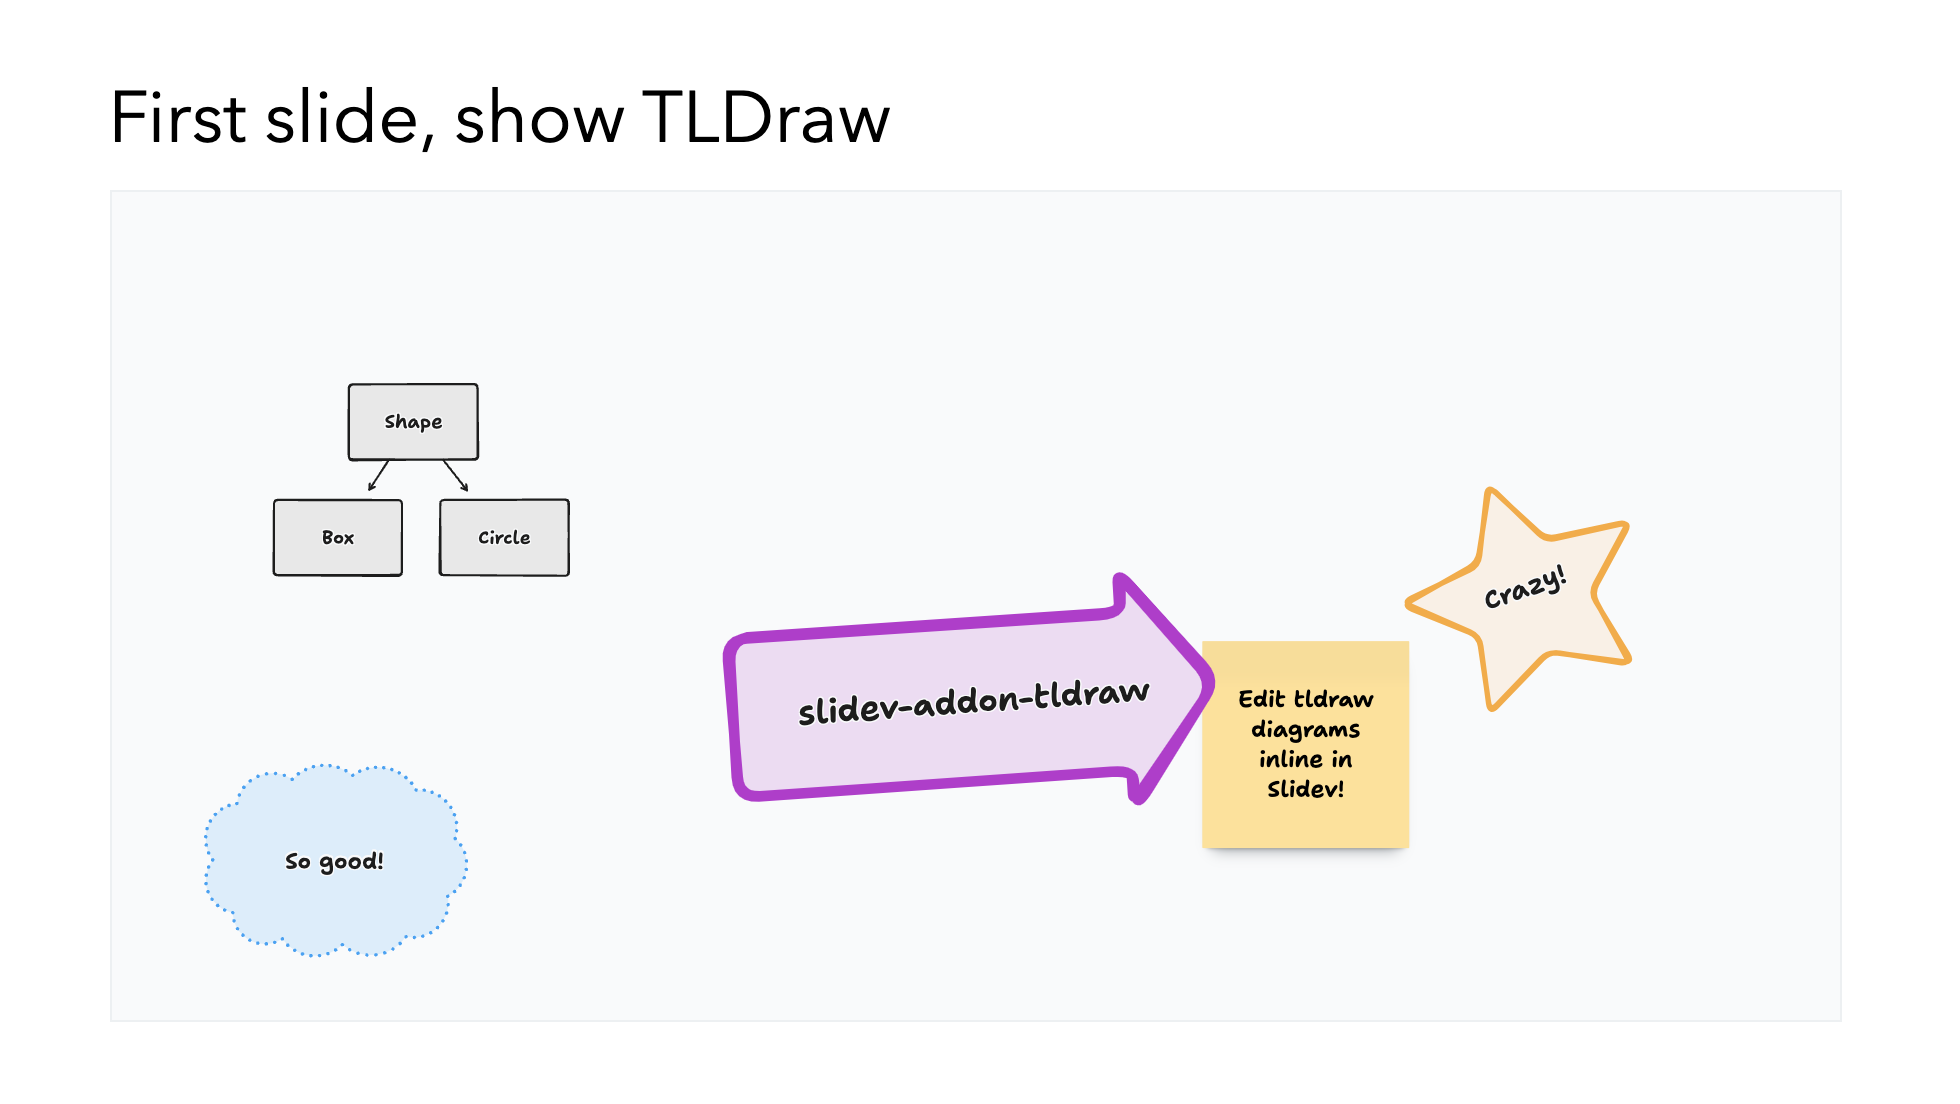 First slide, show TLDraw
Shape
Box
Circle
Crazy!
slidev-addon-tldraw
Edit tldraw
diagrams
inline in
Slidev!
So good!